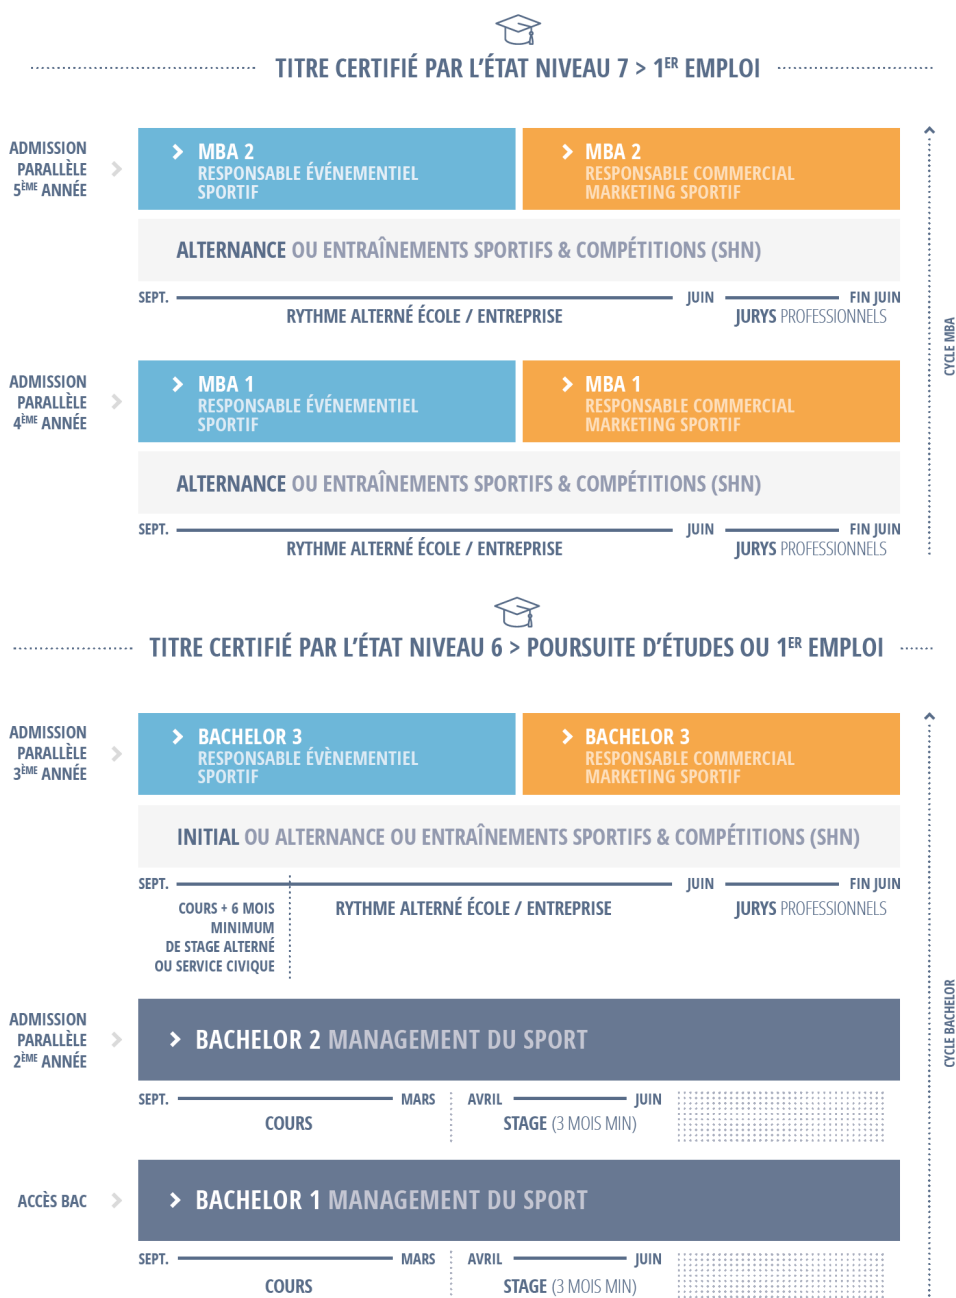 TITRE CERTIFIÉ PAR L'ÉTAT NIVEAU 7 > 1ER EMPLOI
ADMISSION
PARALLÈLE
5ÈME ANNÉE
MBA 2
RESPONSABLE ÉVÉNEMENTIEL
SPORTIF
MBA 2
RESPONSABLE COMMERCIAL
MARKETING SPORTIF
ALTERNANCE OU ENTRAÎNEMENTS SPORTIFS & COMPÉTITIONS (SHN)
SEPT. JUIN FIN JUIN
RYTHME ALTERNÉ ÉCOLE / ENTREPRISE JURYS PROFESSIONNELS
CYCLE MBA
ADMISSION
PARALLÈLE
4ÈME ANNÉE
MBA 1
RESPONSABLE ÉVÉNEMENTIEL
SPORTIF
MBA 1
RESPONSABLE COMMERCIAL
MARKETING SPORTIF
ALTERNANCE OU ENTRAÎNEMENTS SPORTIFS & COMPÉTITIONS (SHN)
SEPT. JUIN FIN JUIN
RYTHME ALTERNÉ ÉCOLE / ENTREPRISE JURYS PROFESSIONNELS
TITRE CERTIFIÉ PAR L'ÉTAT NIVEAU 6 > POURSUITE D'ÉTUDES OU 1ER EMPLOI
ADMISSION
PARALLÈLE
3ÈME ANNÉE
BACHELOR 3
RESPONSABLE ÉVÈNEMENTIEL
SPORTIF
BACHELOR 3
RESPONSABLE COMMERCIAL
MARKETING SPORTIF
INITIAL OU ALTERNANCE OU ENTRAÎNEMENTS SPORTIFS & COMPÉTITIONS (SHN)
SEPT. JUIN FIN JUIN
COURS + 6 MOIS
MINIMUM
DE STAGE ALTERNÉ
OU SERVICE CIVIQUE
RYTHME ALTERNÉ ÉCOLE / ENTREPRISE JURYS PROFESSIONNELS
CYCLE BACHELOR
ADMISSION
PARALLÈLE
2ÈME ANNÉE
BACHELOR 2 MANAGEMENT DU SPORT
SEPT. MARS AVRIL JUIN
COURS STAGE (3 MOIS MIN)
ACCÈS BAC
BACHELOR 1 MANAGEMENT DU SPORT
SEPT. MARS AVRIL JUIN
COURS STAGE (3 MOIS MIN)